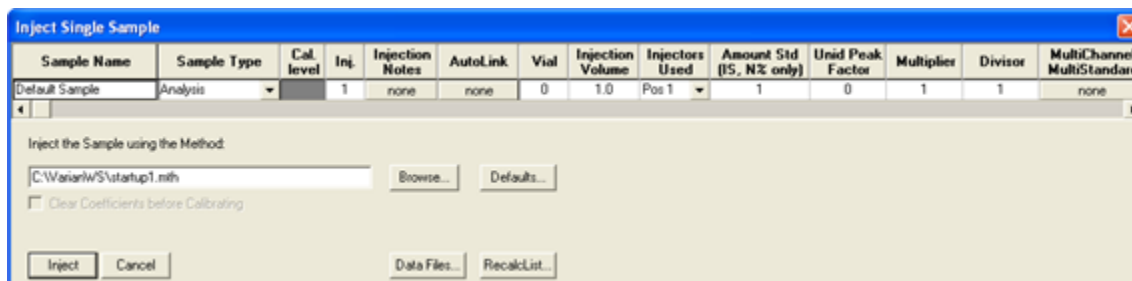 Inject Single Sample
Sample Name Sample Type Cal. level Inj. Injection Notes AutoLink Vial Injection Volume Injectors Used Amount Std (IS, N% only) Unid Peak Factor Multiplier Divisor MultiChannel MultiStandard
Default Sample Analysis 1 none none 0 1.0 Pos 1 1 0 1 1 none
Inject the Sample using the Method:
C:\VarianWS\startup1.mth Browse... Defaults...
Clear Coefficients before Calibrating
Inject Cancel Data Files... RecalcList...